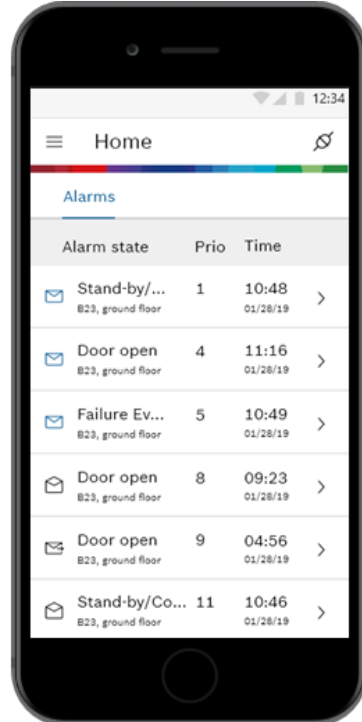 12:34
Home
Alarms
Alarm state Prio Time
Stand-by/... 1 10:48
B23, ground floor 01/28/19
Door open 4 11:16
B23, ground floor 01/28/19
Failure Ev... 5 10:49
B23, ground floor 01/28/19
Door open 8 09:23
B23, ground floor 01/28/19
Door open 9 04:56
B23, ground floor 01/28/19
Stand-by/Co... 11 10:46
B23, ground floor 01/28/19